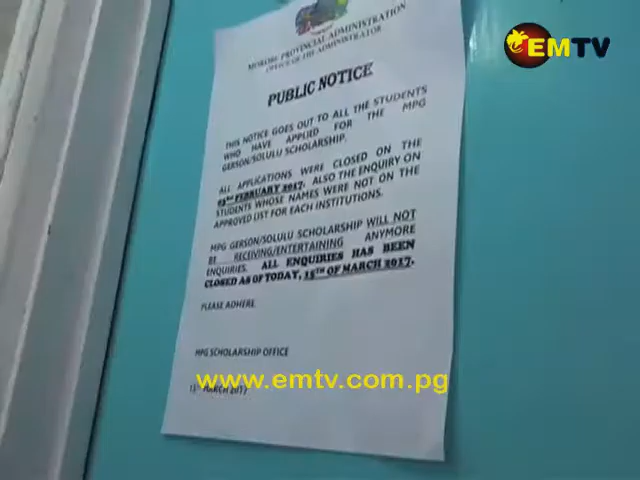 EMTV
MOROBE PROVINCIAL ADMINISTRATION
OFFICE OF THE ADMINISTRATOR
PUBLIC NOTICE
THIS NOTICE GOES OUT TO ALL THE STUDENTS
WHO HAVE APPLIED FOR THE MPG
GERSON/SOLULU SCHOLARSHIP.
ALL APPLICATIONS WERE CLOSED ON THE
03RD FEBRUARY 2017. ALSO THE ENQUIRY ON
STUDENTS WHOSE NAMES WERE NOT ON THE
APPROVED LIST FOR EACH INSTITUTIONS.
MPG GERSON/SOLULU SCHOLARSHIP WILL NOT
BE RECEIVING/ENTERTAINING ANYMORE
ENQUIRIES. ALL ENQUIRIES HAS BEEN
CLOSED AS OF TODAY, 15TH OF MARCH 2017.
PLEASE ADHERE
MPG SCHOLARSHIP OFFICE
www.emtv.com.pg
MARCH 2017